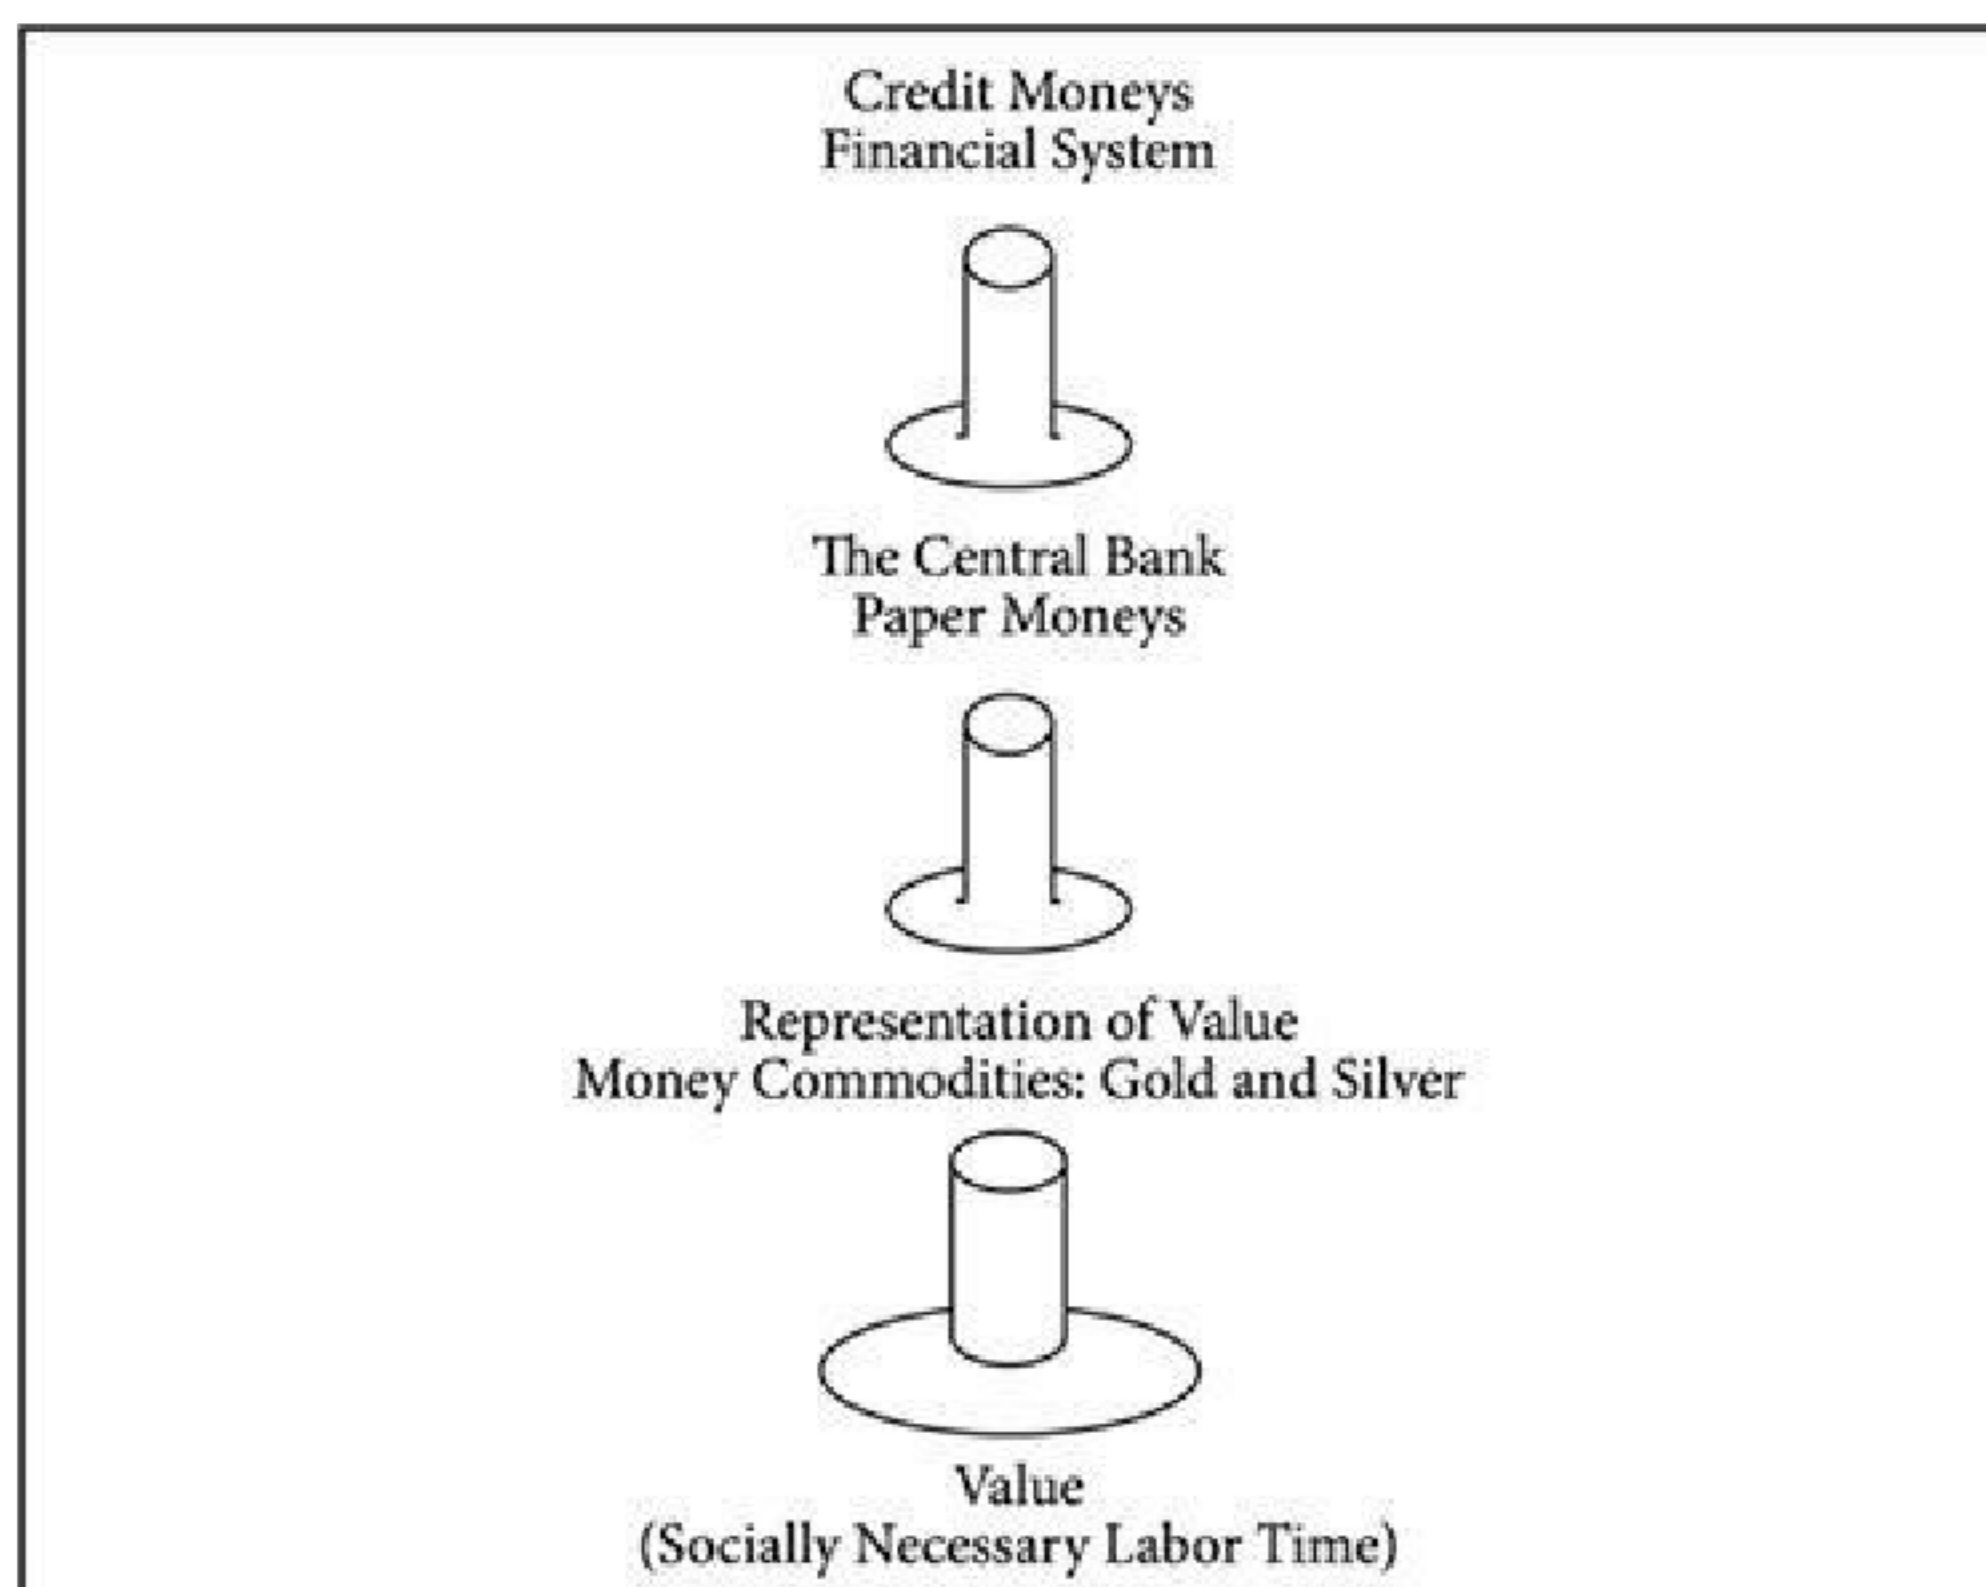 Credit Moneys
Financial System
The Central Bank
Paper Moneys
Representation of Value
Money Commodities: Gold and Silver
Value
(Socially Necessary Labor Time)